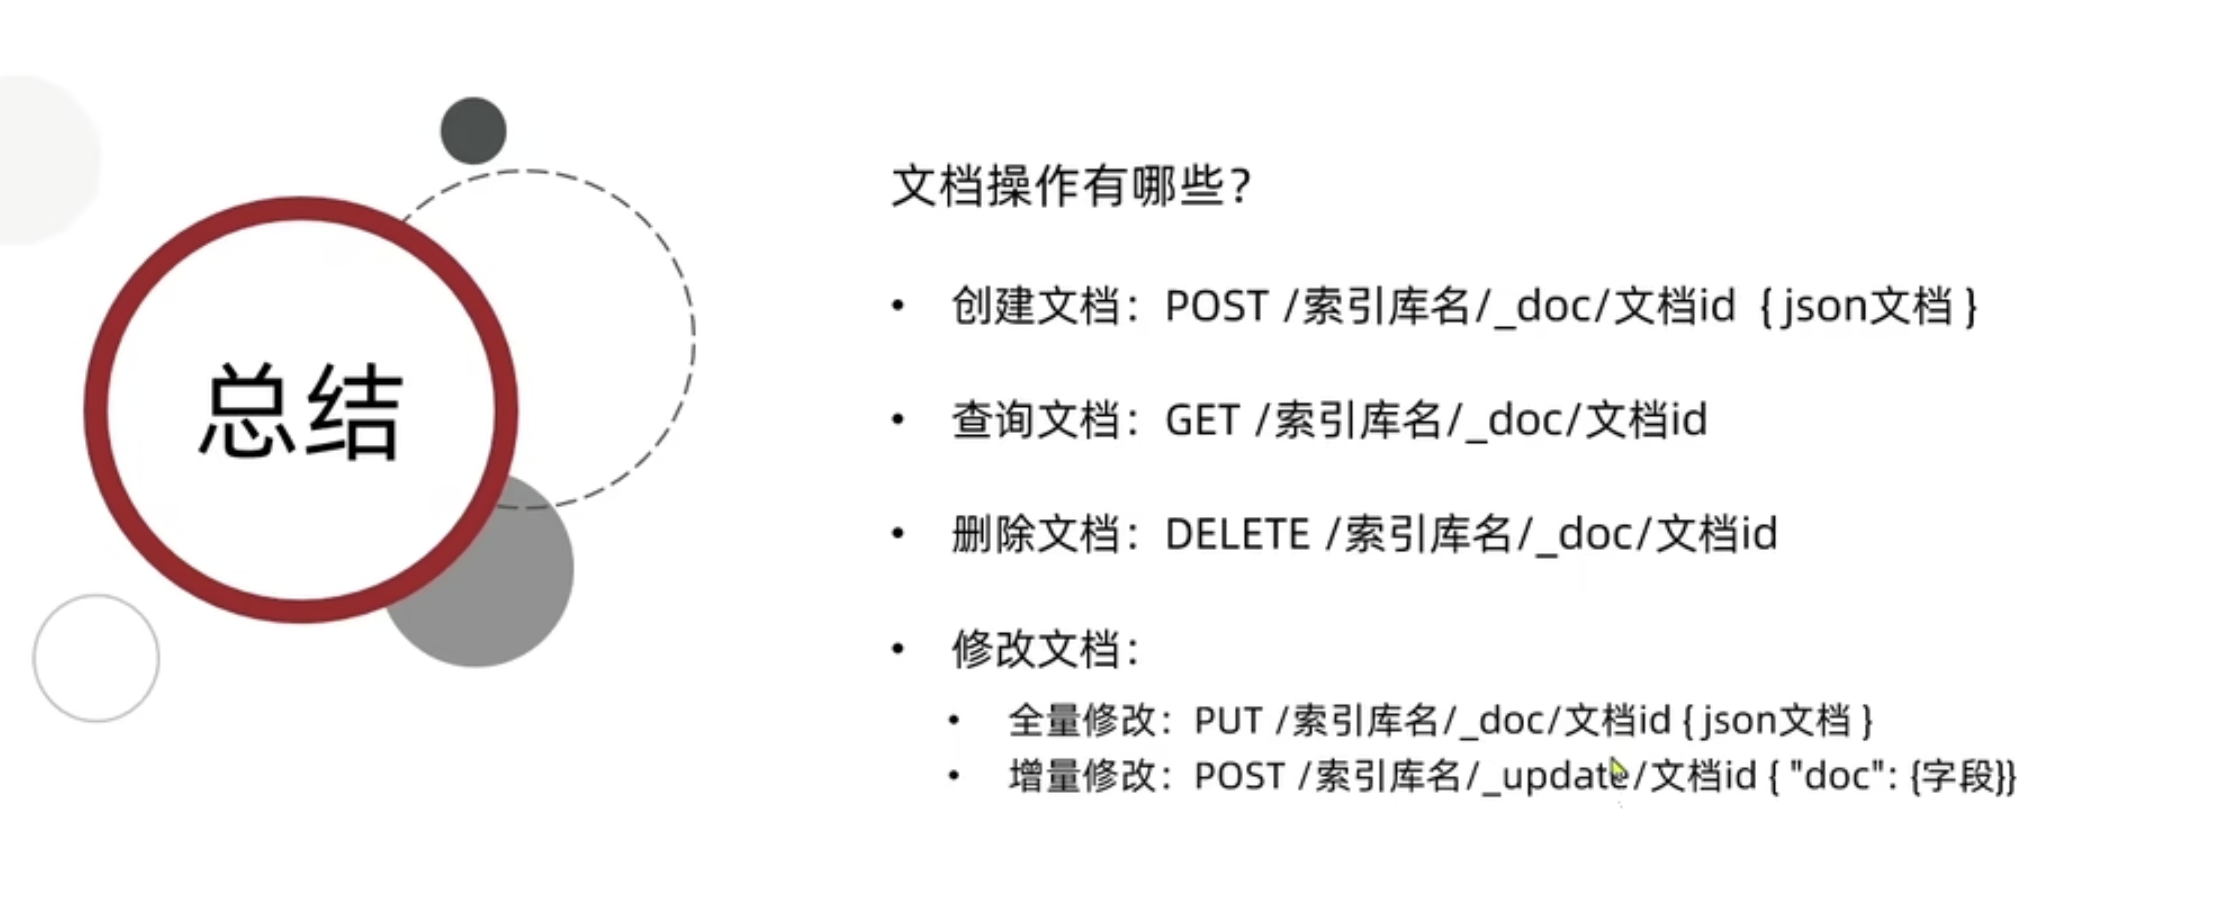 总结
文档操作有哪些？
• 创建文档：POST /索引库名/_doc/文档id { json文档 }
• 查询文档：GET /索引库名/_doc/文档id
• 删除文档：DELETE /索引库名/_doc/文档id
• 修改文档：
• 全量修改：PUT /索引库名/_doc/文档id { json文档 }
• 增量修改：POST /索引库名/_update/文档id { "doc": {字段}}